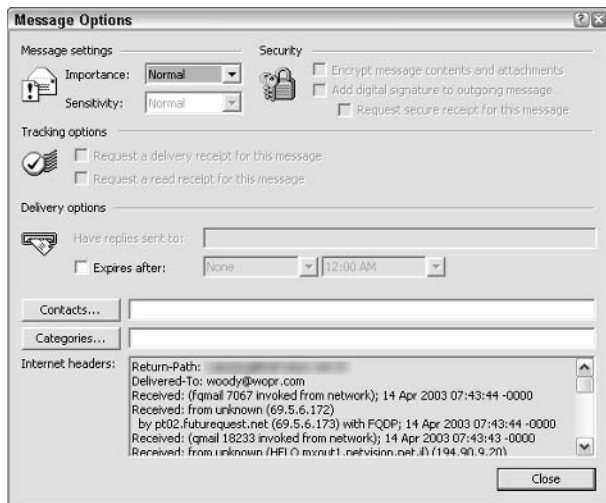 Message Options
Message settings
Security
Importance: Normal
Sensitivity: Normal
Encrypt message contents and attachments
Add digital signature to outgoing message
Request secure receipt for this message
Tracking options
Request a delivery receipt for this message
Request a read receipt for this message
Delivery options
Have replies sent to:
Expires after: None 12:00 AM
Contacts...
Categories...
Internet headers:
Return-Path:
Delivered-To: woody@wopr.com
Received: (fqmail 7067 invoked from network); 14 Apr 2003 07:43:44 -0000
Received: from unknown (69.5.6.172)
by pt02.futurequest.net (69.5.6.173) with FQDP; 14 Apr 2003 07:43:44 -0000
Received: (qmail 18233 invoked from network); 14 Apr 2003 07:43:43 -0000
Received: from unknown (HELO mxout1.netvision.net.il) (194.90.9.20)
Close